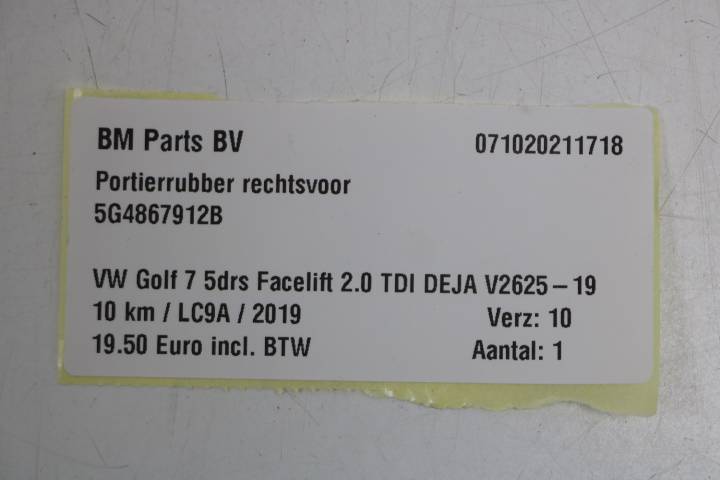 BM Parts BV 071020211718
Portierrubber rechtsvoor
5G4867912B
VW Golf 7 5drs Facelift 2.0 TDI DEJA V2625-19
10 km / LC9A / 2019 Verz: 10
19.50 Euro incl. BTW Aantal: 1